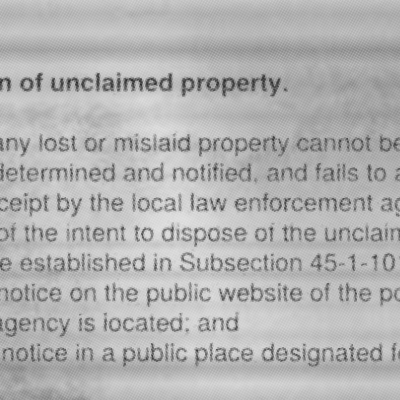 n of unclaimed property.
any lost or mislaid property cannot be
determined and notified, and fails to a
ceipt by the local law enforcement ag
of the intent to dispose of the unclaim
e established in Subsection 45-1-10
notice on the public website of the po
agency is located; and
notice in a public place designated f